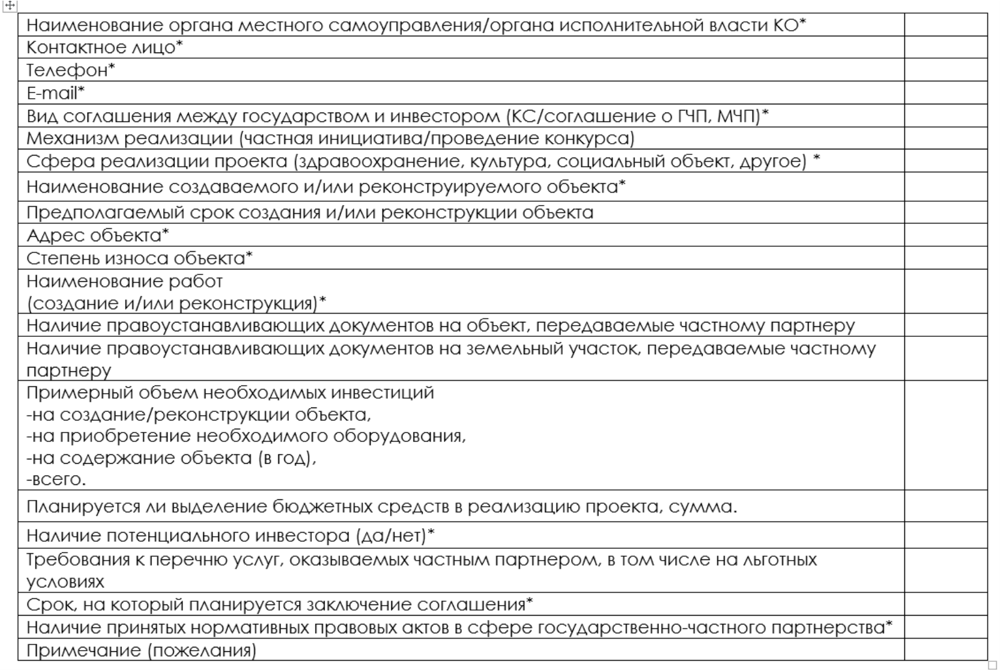 Наименование органа местного самоуправления/органа исполнительной власти КО*
Контактное лицо*
Телефон*
E-mail*
Вид соглашения между государством и инвестором (КС/соглашение о ГЧП, МЧП)*
Механизм реализации (частная инициатива/проведение конкурса)
Сфера реализации проекта (здравоохранение, культура, социальный объект, другое) *
Наименование создаваемого и/или реконструируемого объекта*
Предполагаемый срок создания и/или реконструкции объекта
Адрес объекта*
Степень износа объекта*
Наименование работ
(создание и/или реконструкция)*
Наличие правоустанавливающих документов на объект, передаваемые частному партнеру
Наличие правоустанавливающих документов на земельный участок, передаваемые частному
партнеру
Примерный объем необходимых инвестиций
-на создание/реконструкции объекта,
-на приобретение необходимого оборудования,
-на содержание объекта (в год),
-всего.
Планируется ли выделение бюджетных средств в реализацию проекта, сумма.
Наличие потенциального инвестора (да/нет)*
Требования к перечню услуг, оказываемых частным партнером, в том числе на льготных
условиях
Срок, на который планируется заключение соглашения*
Наличие принятых нормативных правовых актов в сфере государственно-частного партнерства*
Примечание (пожелания)